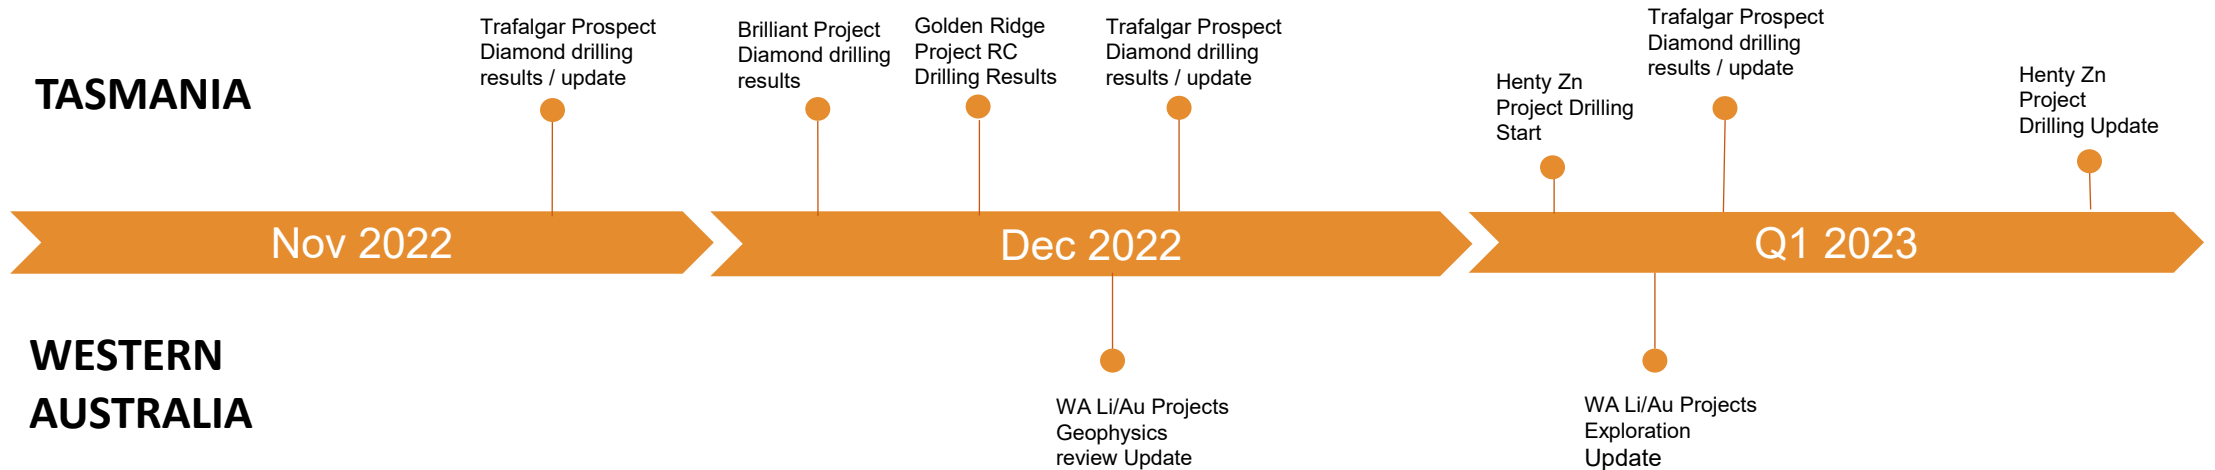 TASMANIA
Trafalgar Prospect
Diamond drilling
results / update
Brilliant Project
Diamond drilling
results
Golden Ridge
Project RC
Drilling Results
Trafalgar Prospect
Diamond drilling
results / update
Henty Zn
Project Drilling
Start
Trafalgar Prospect
Diamond drilling
results / update
Henty Zn
Project
Drilling Update
Nov 2022
Dec 2022
Q1 2023
WESTERN
AUSTRALIA
WA Li/Au Projects
Geophysics
review Update
WA Li/Au Projects
Exploration
Update